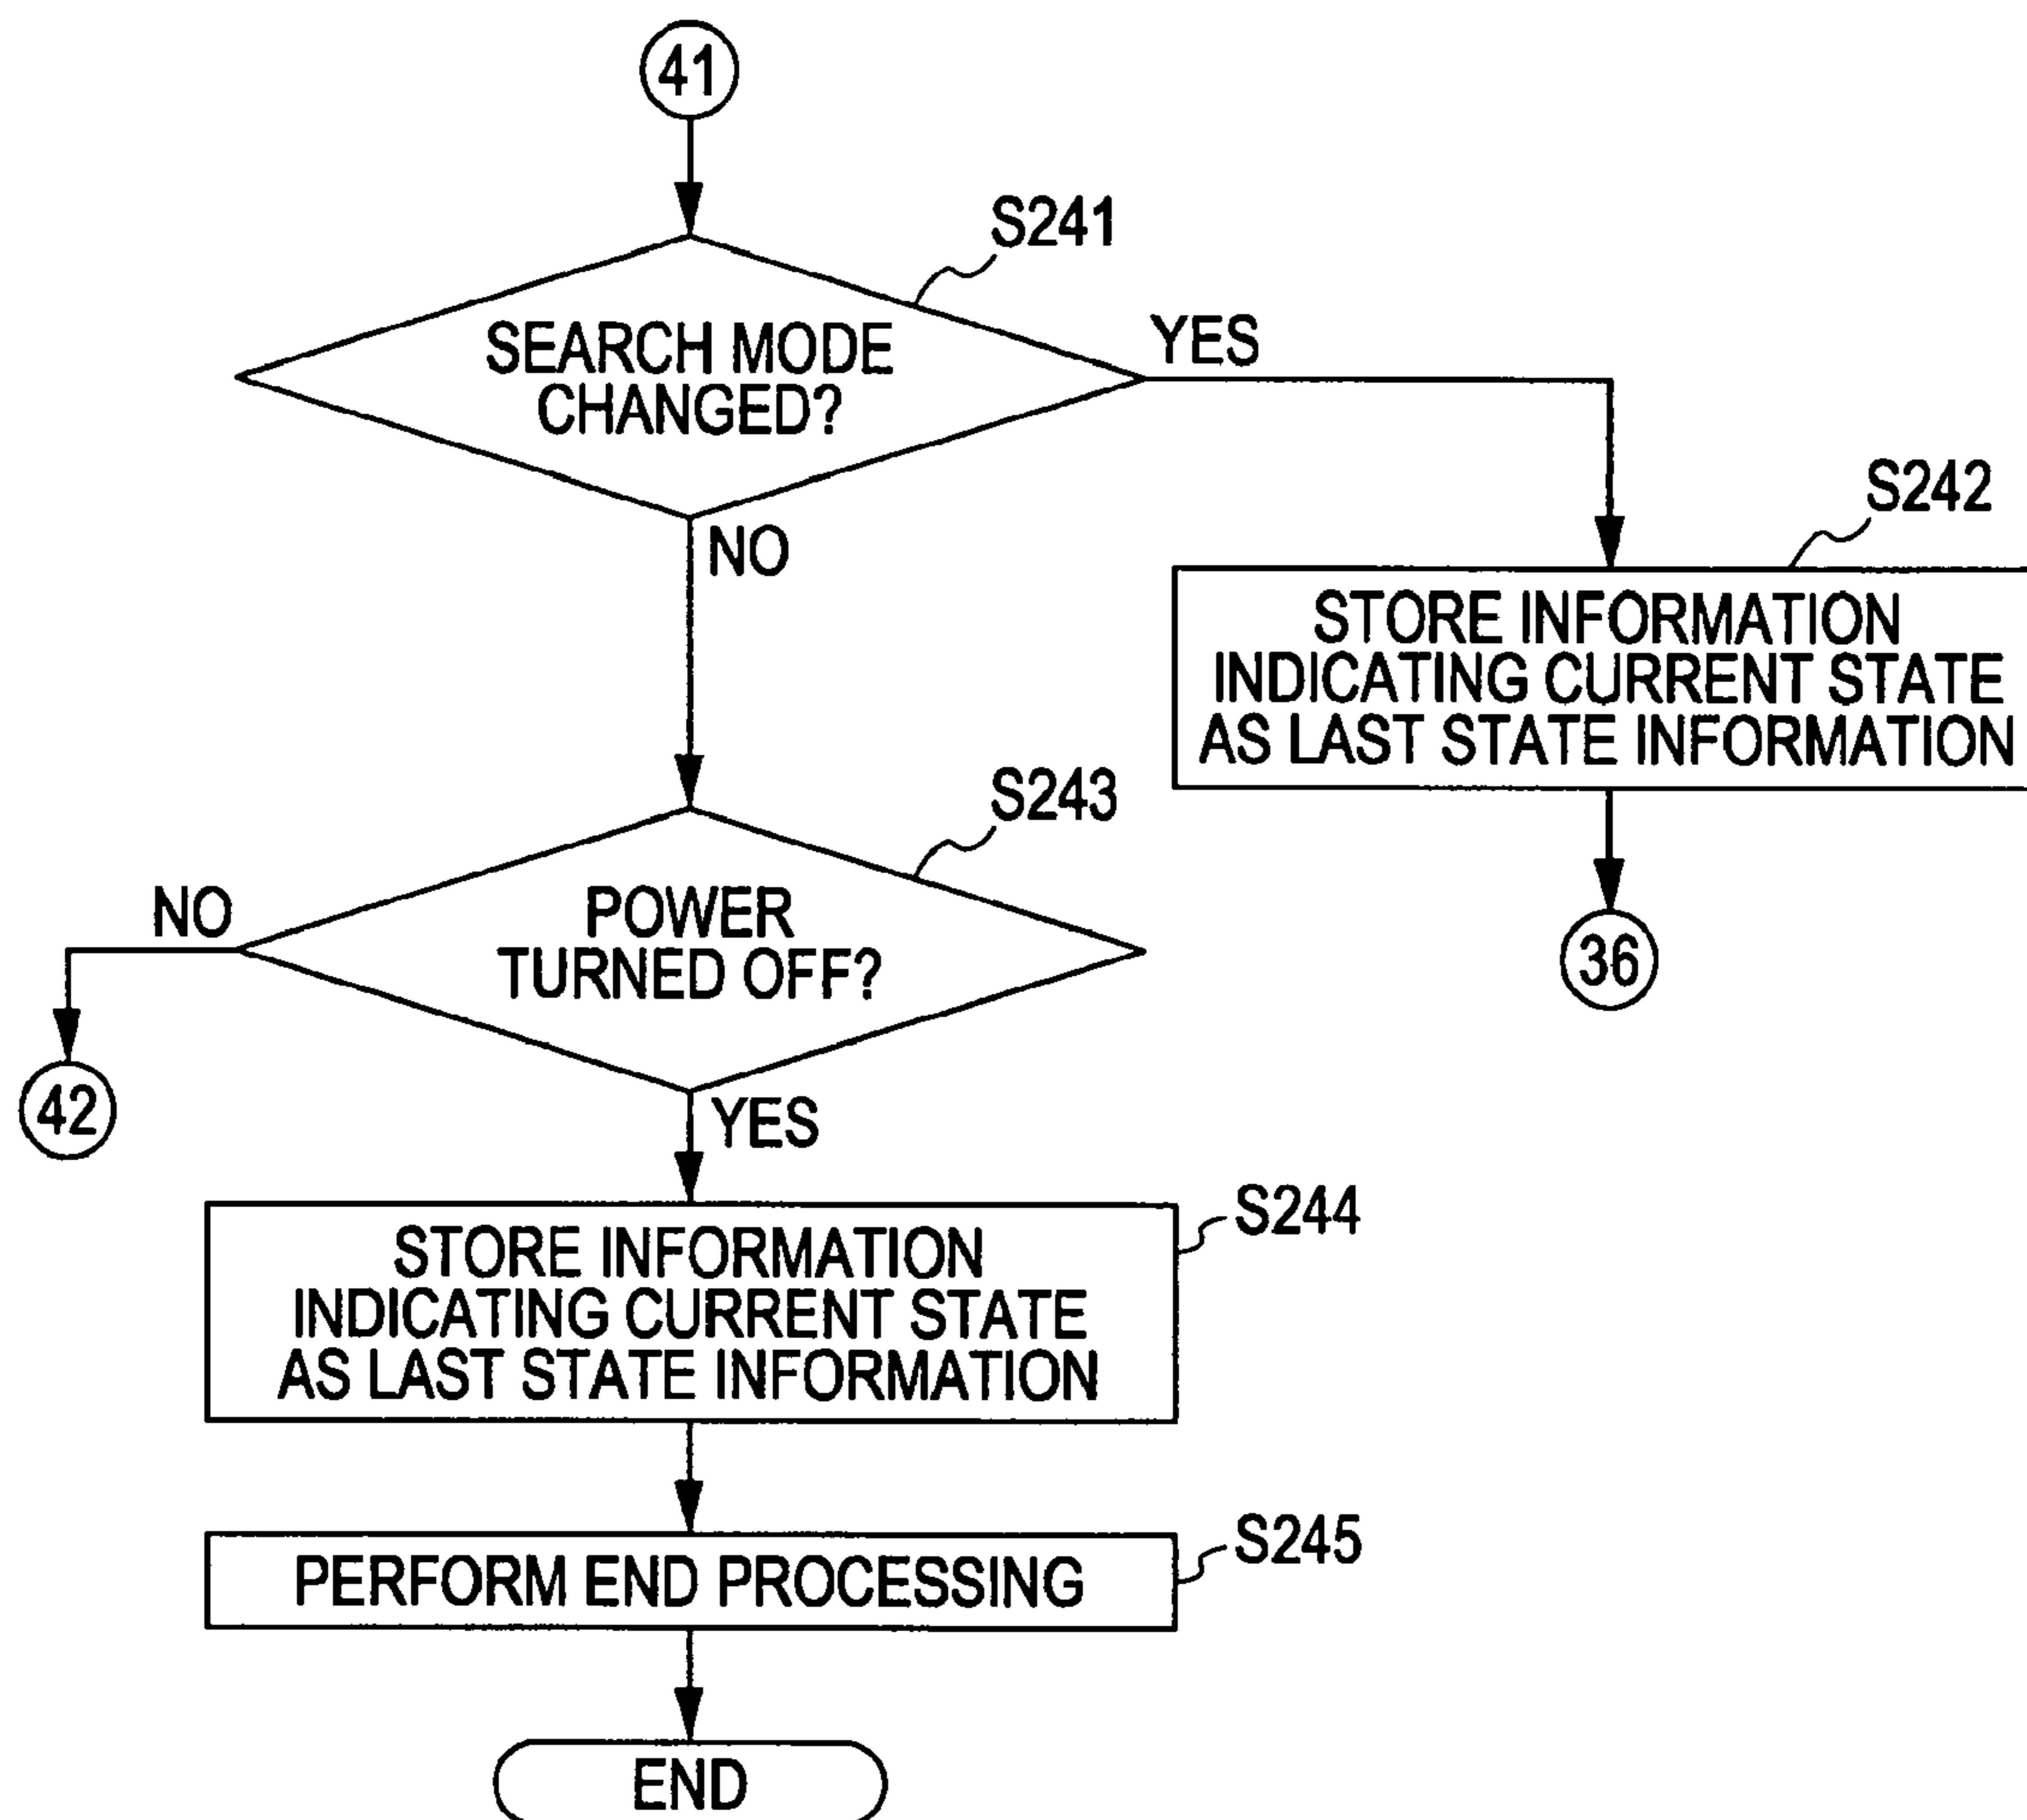 41
S241
SEARCH MODE
CHANGED?
YES
NO
S242
STORE INFORMATION
INDICATING CURRENT STATE
AS LAST STATE INFORMATION
36
S243
POWER
TURNED OFF?
NO
42
YES
S244
STORE INFORMATION
INDICATING CURRENT STATE
AS LAST STATE INFORMATION
S245
PERFORM END PROCESSING
END